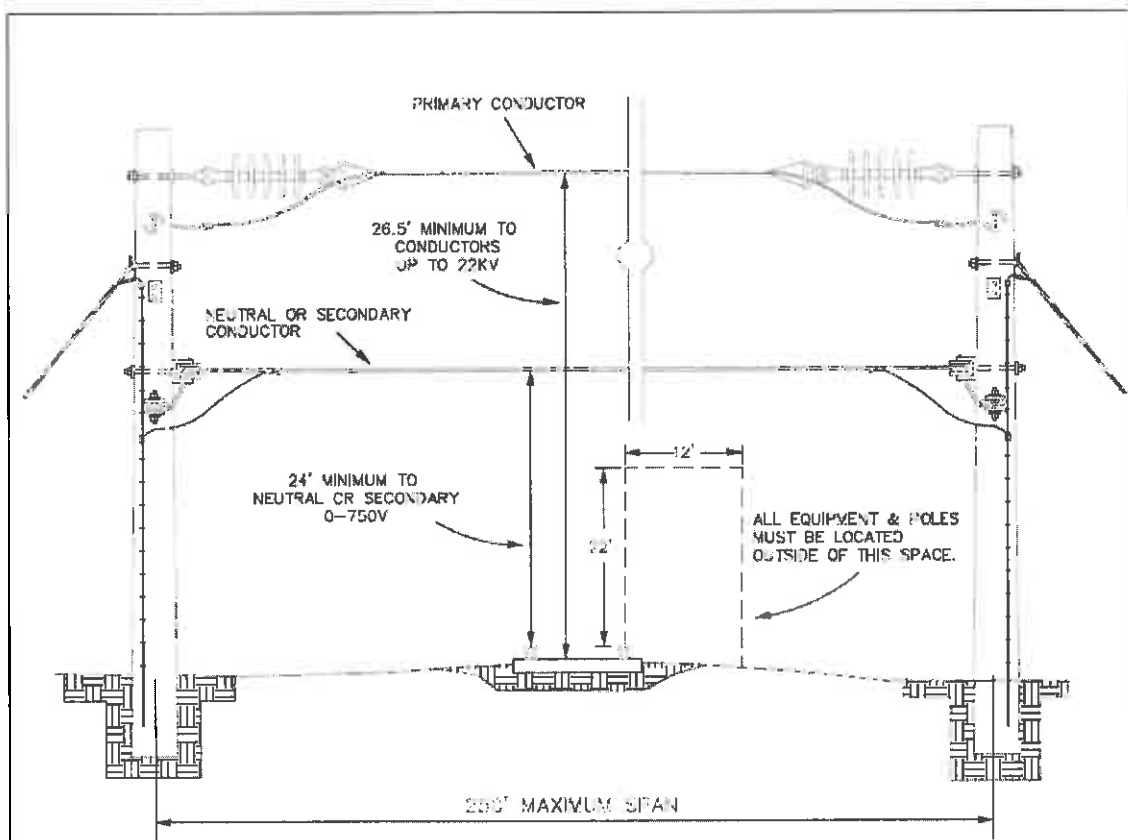 PRIMARY CONDUCTOR
26.5' MINIMUM TO
CONDUCTORS
UP TO 22KV
NEUTRAL OR SECONDARY
CONDUCTOR
12'
24' MINIMUM TO
NEUTRAL OR SECONDARY
0-750V
22'
ALL EQUIPMENT & POLES
MUST BE LOCATED
OUTSIDE OF THIS SPACE.
MAXIMUM SPAN